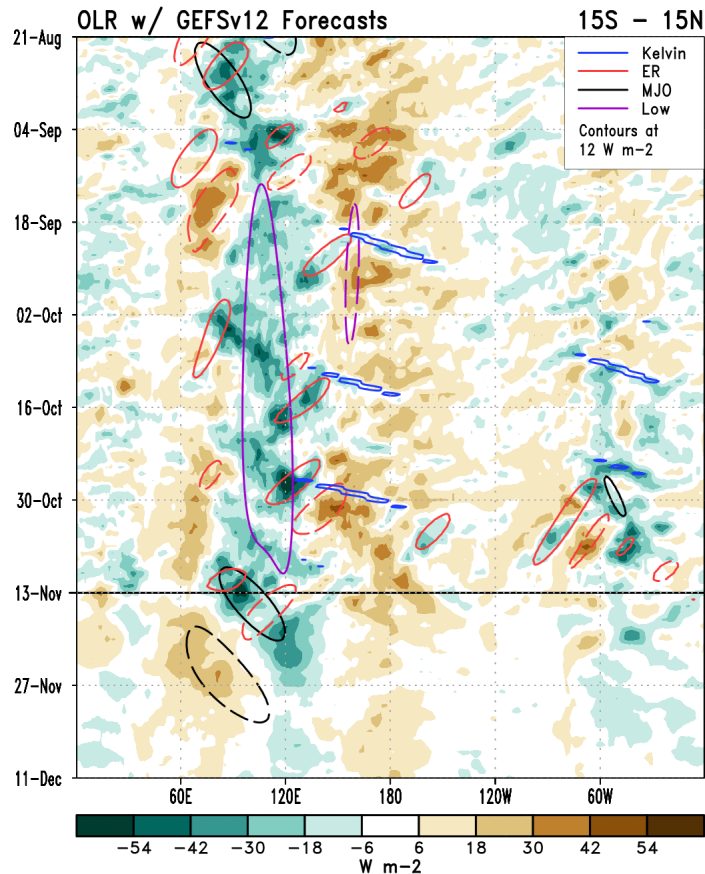 OLR w/ GEFSv12 Forecasts 15S - 15N
21-Aug
04-Sep
18-Sep
02-Oct
16-Oct
30-Oct
13-Nov
27-Nov
11-Dec
Kelvin
ER
MJO
Low
Contours at
12 W m-2
60E 120E 180 120W 60W
-54 -42 -30 -18 -6 6 18 30 42 54
W m-2